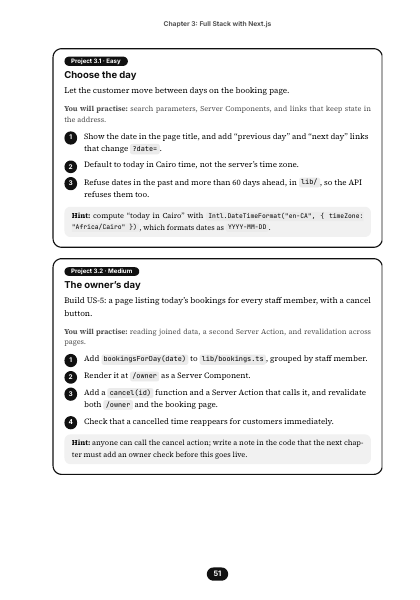 Chapter 3: Full Stack with Next.js
Project 3.1 · Easy
Choose the day
Let the customer move between days on the booking page.
You will practise: search parameters, Server Components, and links that keep state in
the address.
1 Show the date in the page title, and add “previous day” and “next day” links
that change ?date=.
2 Default to today in Cairo time, not the server’s time zone.
3 Refuse dates in the past and more than 60 days ahead, in lib/, so the API
refuses them too.
Hint: compute “today in Cairo” with Intl.DateTimeFormat("en-CA", { timeZone:
"Africa/Cairo" }), which formats dates as YYYY-MM-DD.
Project 3.2 · Medium
The owner’s day
Build US-5: a page listing today’s bookings for every staff member, with a cancel
button.
You will practise: reading joined data, a second Server Action, and revalidation across
pages.
1 Add bookingsForDay(date) to lib/bookings.ts, grouped by staff member.
2 Render it at /owner as a Server Component.
3 Add a cancel(id) function and a Server Action that calls it, and revalidate
both /owner and the booking page.
4 Check that a cancelled time reappears for customers immediately.
Hint: anyone can call the cancel action; write a note in the code that the next chap-
ter must add an owner check before this goes live.
51